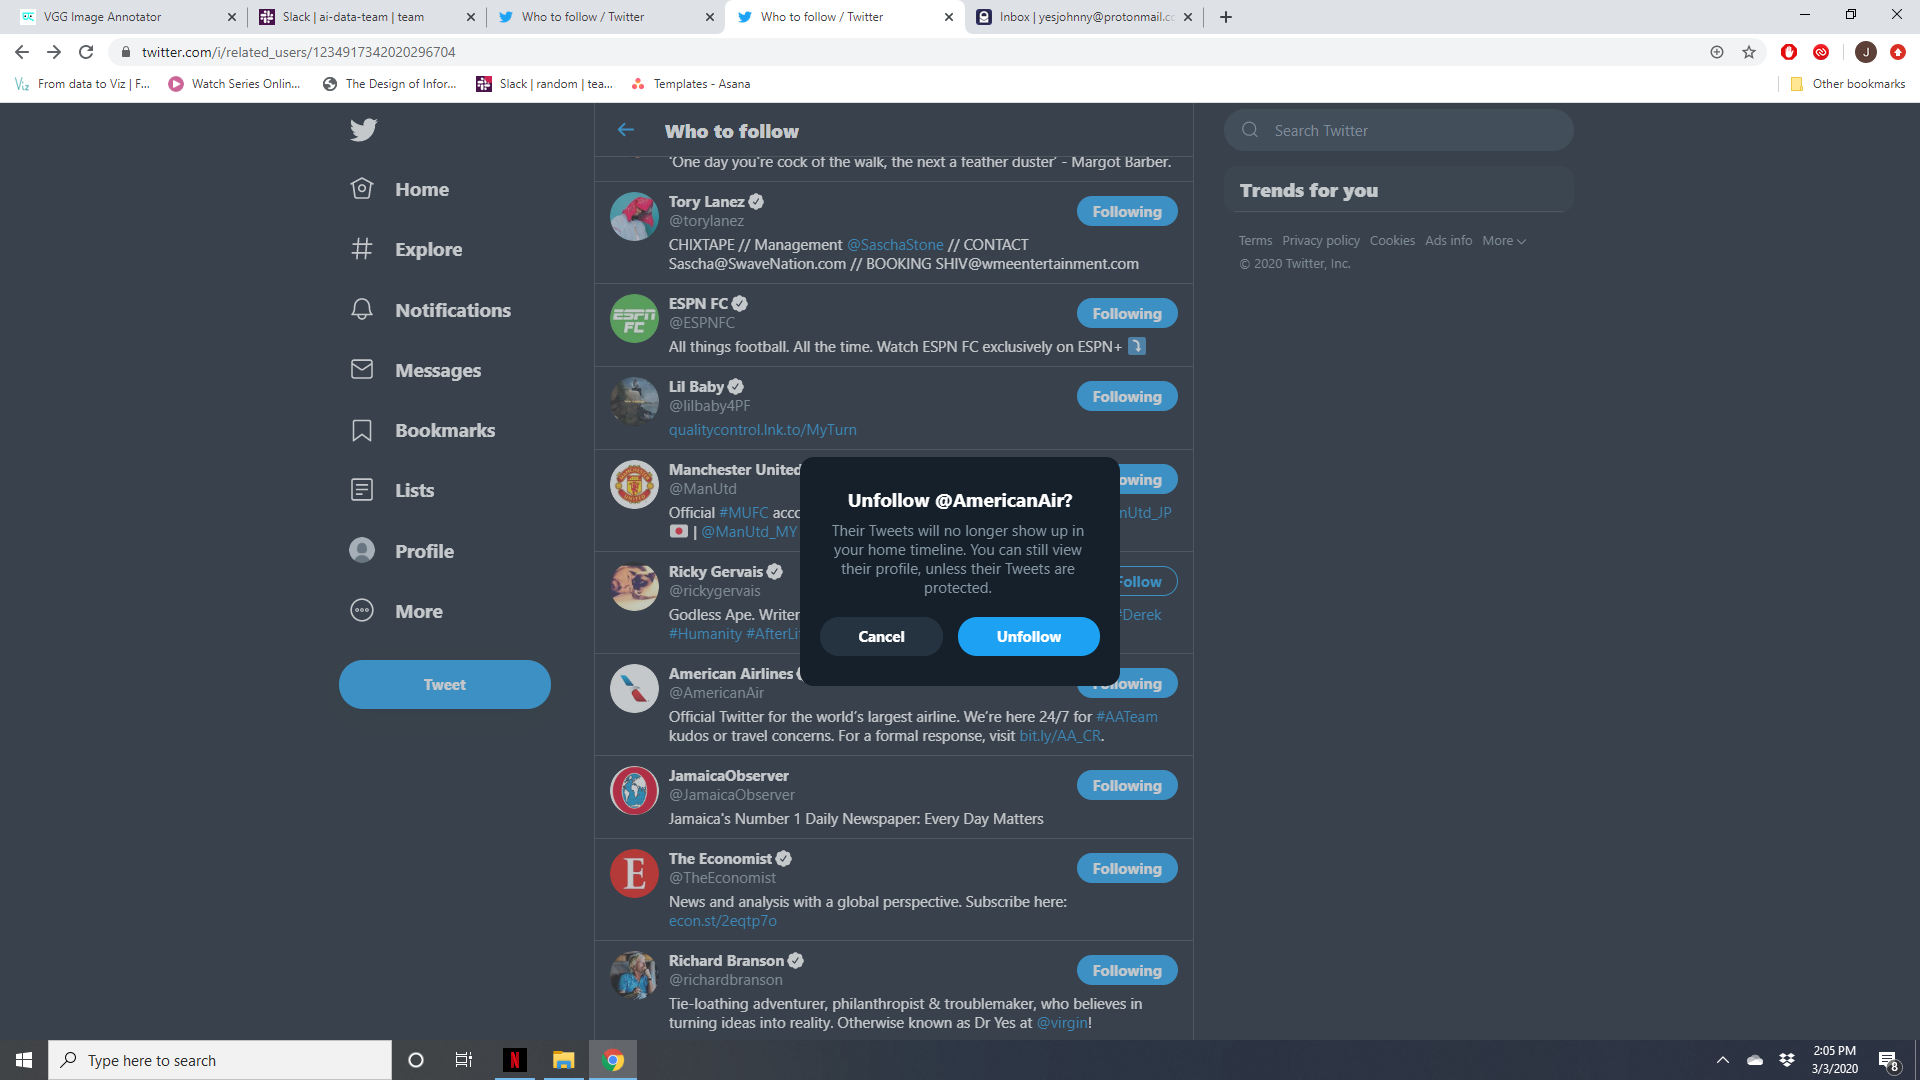 VGG Image Annotator
Slack | ai-data-team | team
Who to follow / Twitter
Who to follow / Twitter
Inbox | yesjohnny@protonmail.cc
twitter.com/i/related_users/1234917342020296704
J
From data to Viz | F...
Watch Series Online...
The Design of Infor...
Slack | random | tea...
Templates - Asana
Other bookmarks
Home
Explore
Notifications
Messages
Bookmarks
Lists
Profile
More
Tweet
Who to follow
'One day you're cock of the walk, the next a feather duster' - Margot Barber.
Tory Lanez
@torylanez
Following
CHIXTAPE // Management @SaschaStone // CONTACT
Sascha@SwaveNation.com // BOOKING SHIV@wmeentertainment.com
ESPN FC
ESPN FC
@ESPNFC
Following
All things football. All the time. Watch ESPN FC exclusively on ESPN+
Lil Baby
@lilbaby4PF
Following
qualitycontrol.lnk.to/MyTurn
Manchester United
@ManUtd
owing
Official #MUFC acco
nUtd_JP
| @ManUtd_MY
Ricky Gervais
@rickygervais
Follow
Godless Ape. Writer
#Derek
#Humanity #AfterLi
Unfollow @AmericanAir?
Their Tweets will no longer show up in
your home timeline. You can still view
their profile, unless their Tweets are
protected.
Cancel
Unfollow
American Airlines
@AmericanAir
Following
Official Twitter for the world's largest airline. We're here 24/7 for #AATeam
kudos or travel concerns. For a formal response, visit bit.ly/AA_CR.
JamaicaObserver
@JamaicaObserver
Following
Jamaica's Number 1 Daily Newspaper: Every Day Matters
E
The Economist
@TheEconomist
Following
News and analysis with a global perspective. Subscribe here:
econ.st/2eqtp7o
Richard Branson
@richardbranson
Following
Tie-loathing adventurer, philanthropist & troublemaker, who believes in
turning ideas into reality. Otherwise known as Dr Yes at @virgin!
Search Twitter
Trends for you
Terms Privacy policy Cookies Ads info More
© 2020 Twitter, Inc.
Type here to search
N
2:05 PM
3/3/2020
8